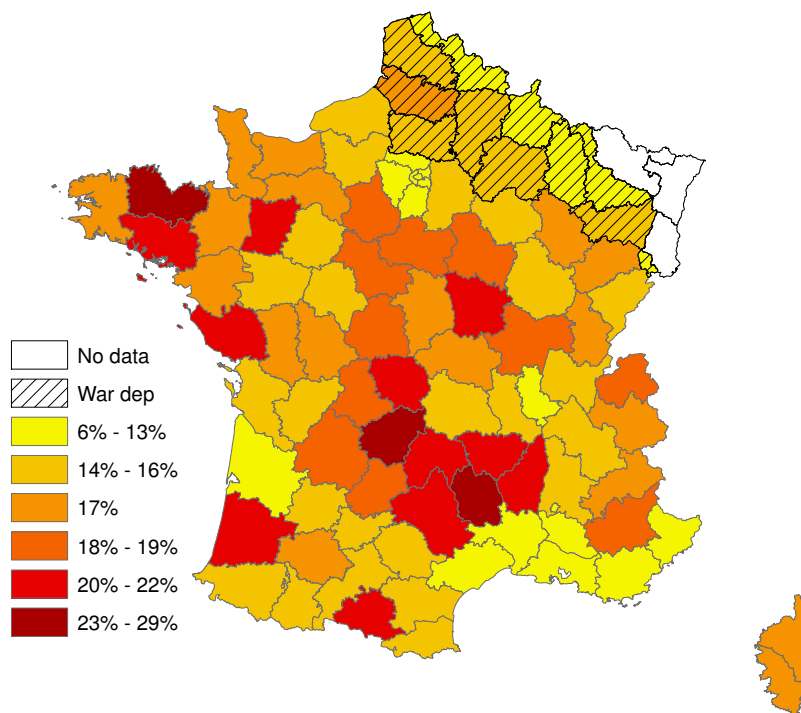 No data
War dep
6% - 13%
14% - 16%
17%
18% - 19%
20% - 22%
23% - 29%